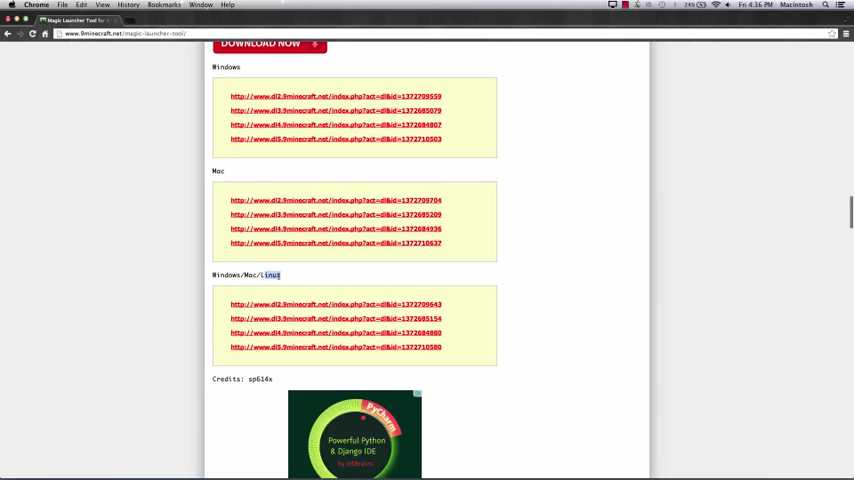 Chrome File Edit View History Bookmarks Window Help 24% Fri 4:36 PM Macintosh
Magic Launcher Tool for
www.9minecraft.net/magic-launcher-tool/
DOWNLOAD NOW
Windows
http://www.dl2.9minecraft.net/index.php?act=dl&id=1372709559
http://www.dl3.9minecraft.net/index.php?act=dl&id=1372685079
http://www.dl4.9minecraft.net/index.php?act=dl&id=1372684807
http://www.dl5.9minecraft.net/index.php?act=dl&id=1372710503
Mac
http://www.dl2.9minecraft.net/index.php?act=dl&id=1372709704
http://www.dl3.9minecraft.net/index.php?act=dl&id=1372685209
http://www.dl4.9minecraft.net/index.php?act=dl&id=1372684936
http://www.dl5.9minecraft.net/index.php?act=dl&id=1372710637
Windows/Mac/Linux
http://www.dl2.9minecraft.net/index.php?act=dl&id=1372709643
http://www.dl3.9minecraft.net/index.php?act=dl&id=1372685154
http://www.dl4.9minecraft.net/index.php?act=dl&id=1372684880
http://www.dl5.9minecraft.net/index.php?act=dl&id=1372710580
Credits: sp614x
PyCharm
Powerful Python
& Django IDE
by JetBrains